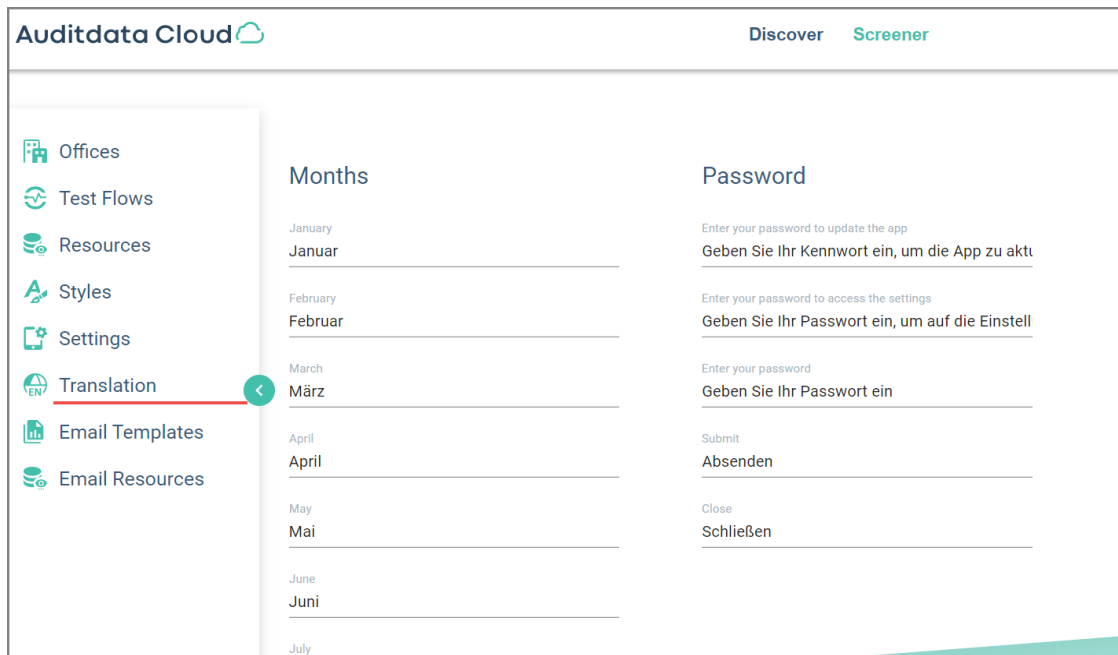 Auditdata Cloud
Discover Screener
Offices
Test Flows
Resources
Styles
Settings
EN
Translation
Email Templates
Email Resources
Months
January
Januar
February
Februar
March
März
April
April
May
Mai
June
Juni
July
Password
Enter your password to update the app
Geben Sie Ihr Kennwort ein, um die App zu aktu
Enter your password to access the settings
Geben Sie Ihr Passwort ein, um auf die Einstell
Enter your password
Geben Sie Ihr Passwort ein
Submit
Absenden
Close
Schließen